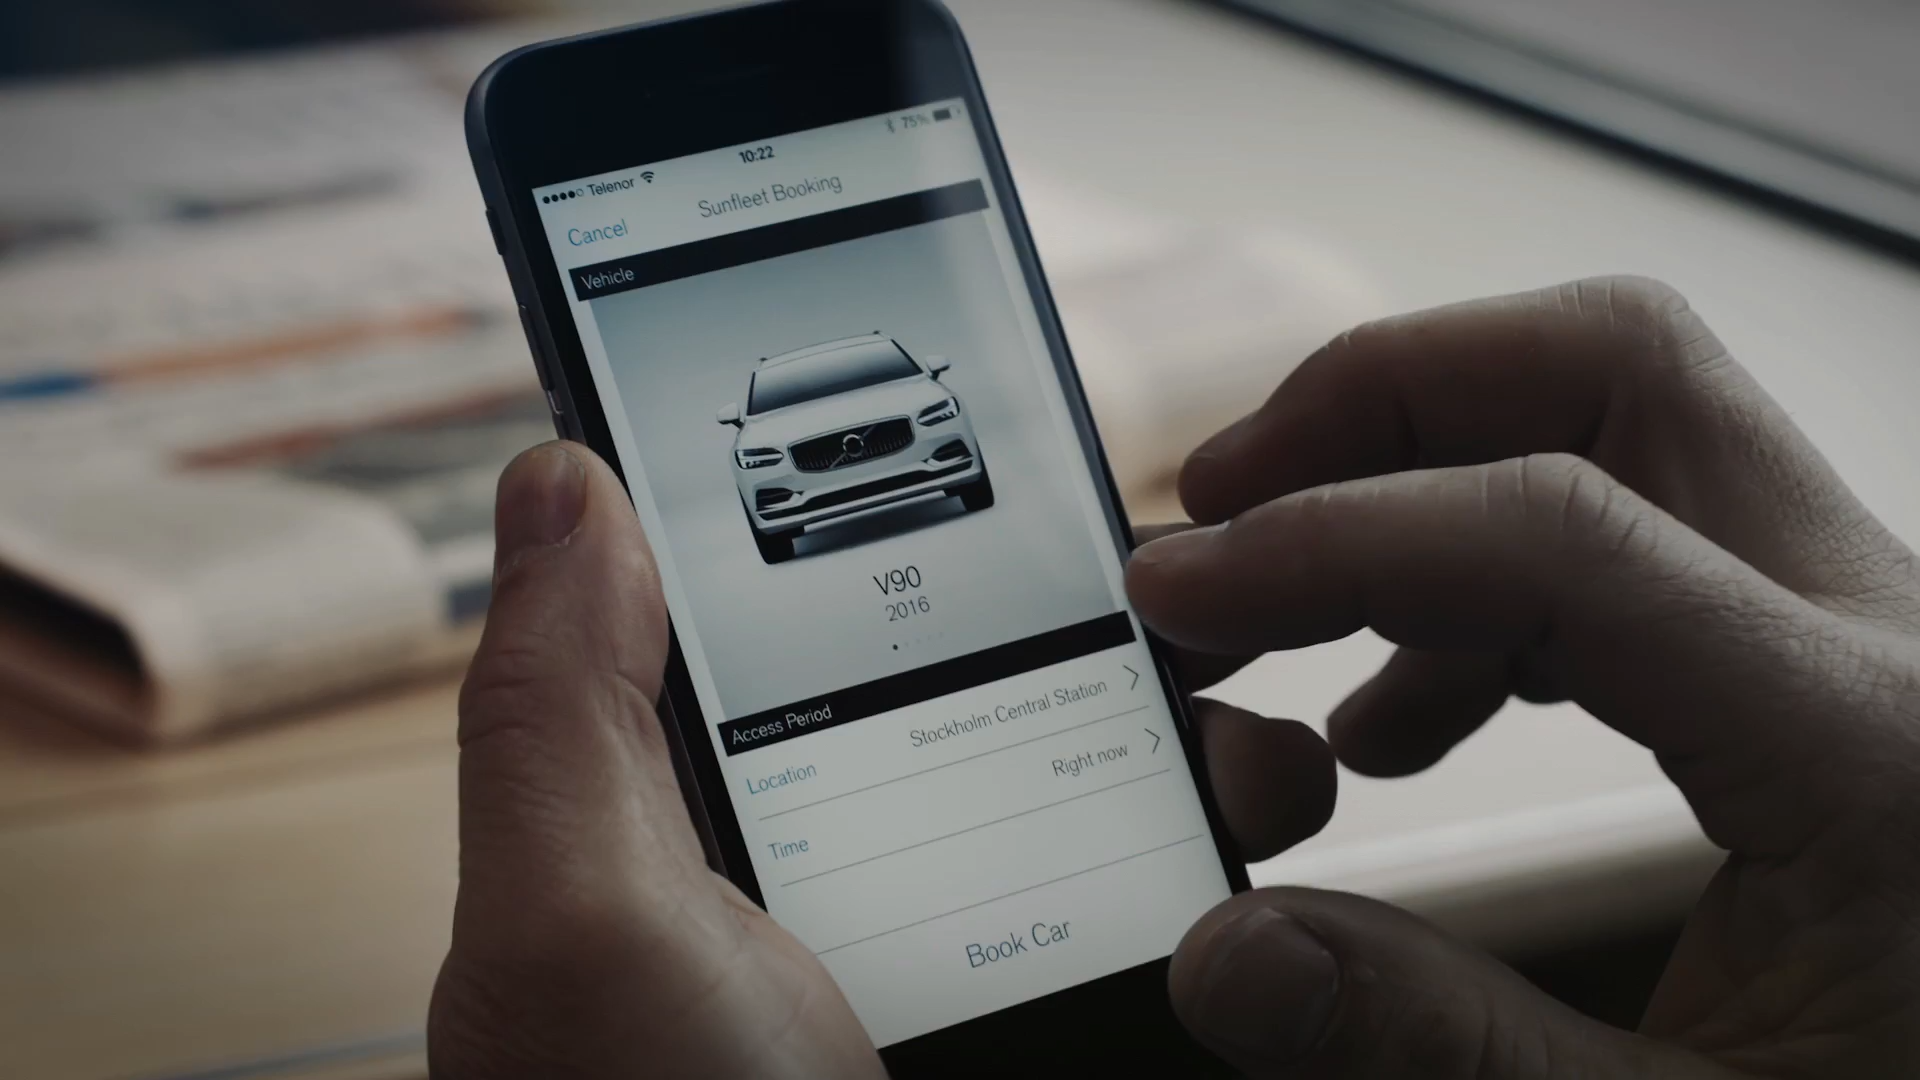 75%
10:22
Telenor
Sunfleet Booking
Cancel
Vehicle
V90
2016
Access Period
Location Stockholm Central Station
Time Right now
Book Car